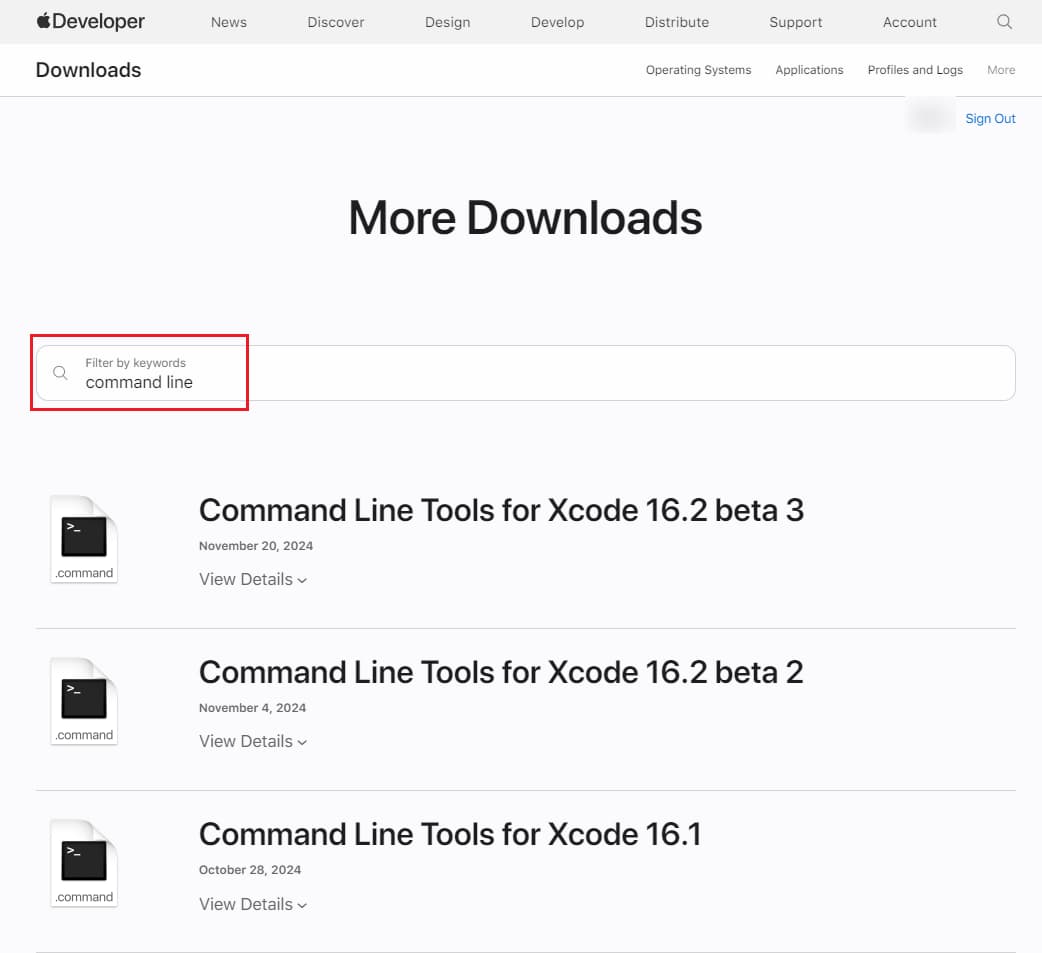 Developer News Discover Design Develop Distribute Support Account
Downloads Operating Systems Applications Profiles and Logs More
Sign Out
More Downloads
Filter by keywords
command line
Command Line Tools for Xcode 16.2 beta 3
November 20, 2024
>_
.command
View Details
Command Line Tools for Xcode 16.2 beta 2
November 4, 2024
>_
.command
View Details
Command Line Tools for Xcode 16.1
October 28, 2024
>_
.command
View Details